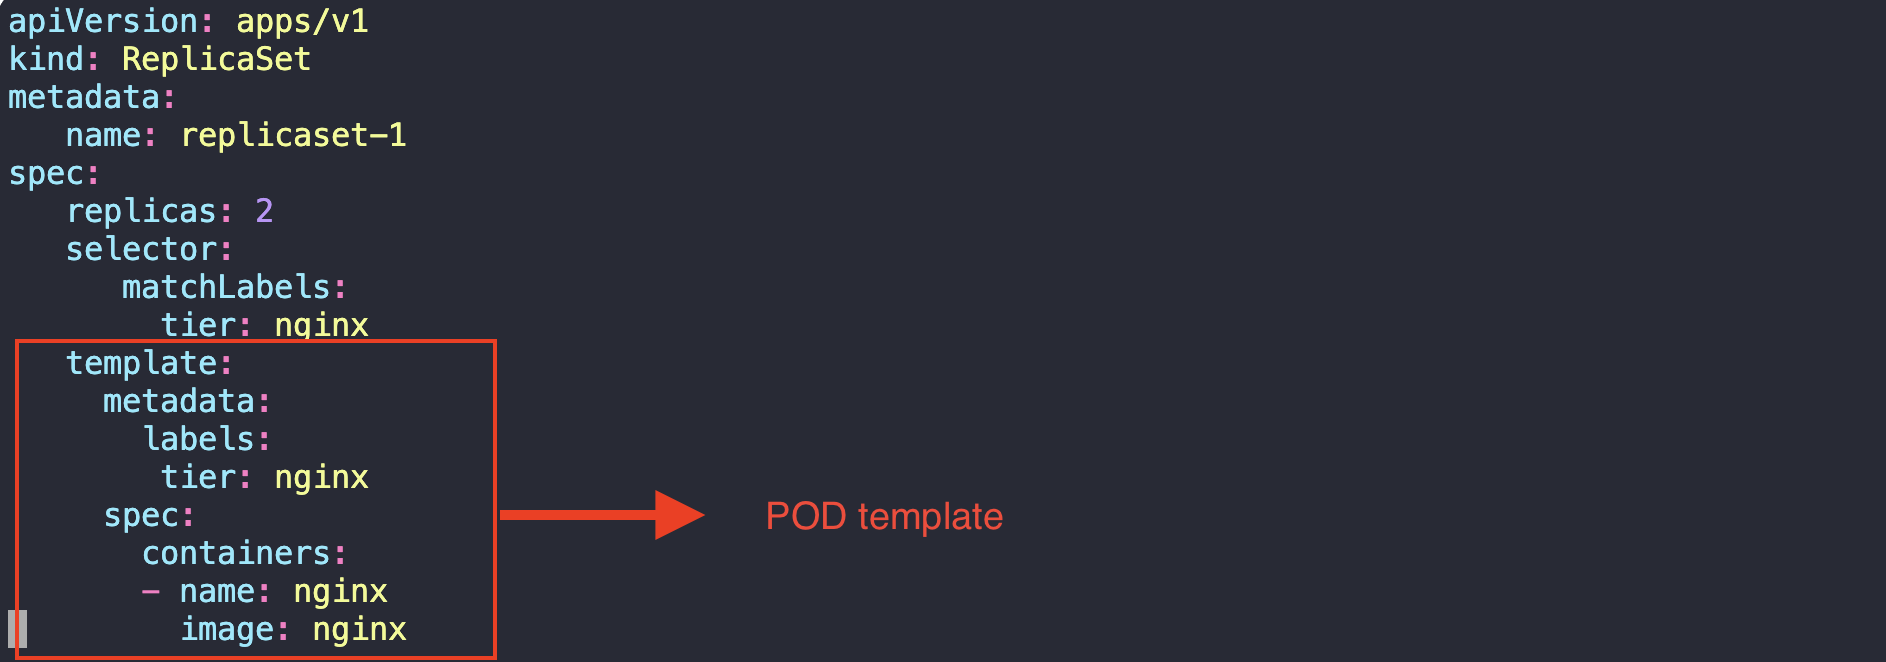 apiVersion: apps/v1
kind: ReplicaSet
metadata:
   name: replicaset-1
spec:
   replicas: 2
   selector:
      matchLabels:
        tier: nginx
   template:
     metadata:
       labels:
        tier: nginx
     spec:
       containers:
       - name: nginx
         image: nginx
POD template